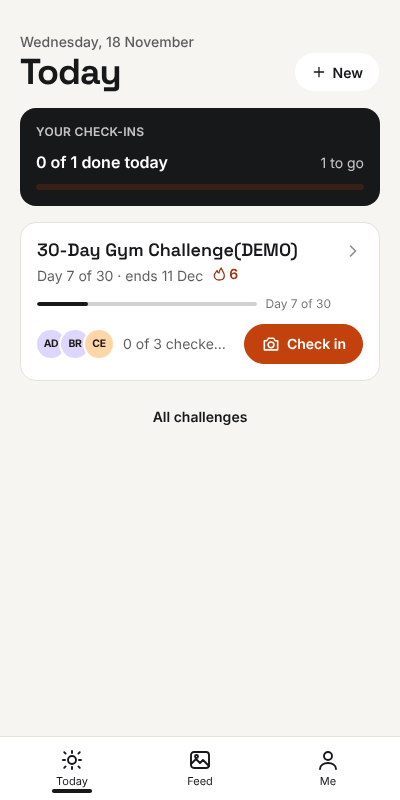 Wednesday, 18 November
Today
New
YOUR CHECK-INS
0 of 1 done today
1 to go
30-Day Gym Challenge(DEMO)
Day 7 of 30 · ends 11 Dec 6
Day 7 of 30
AD BR CE 0 of 3 checke...
Check in
All challenges
Today
Feed
Me